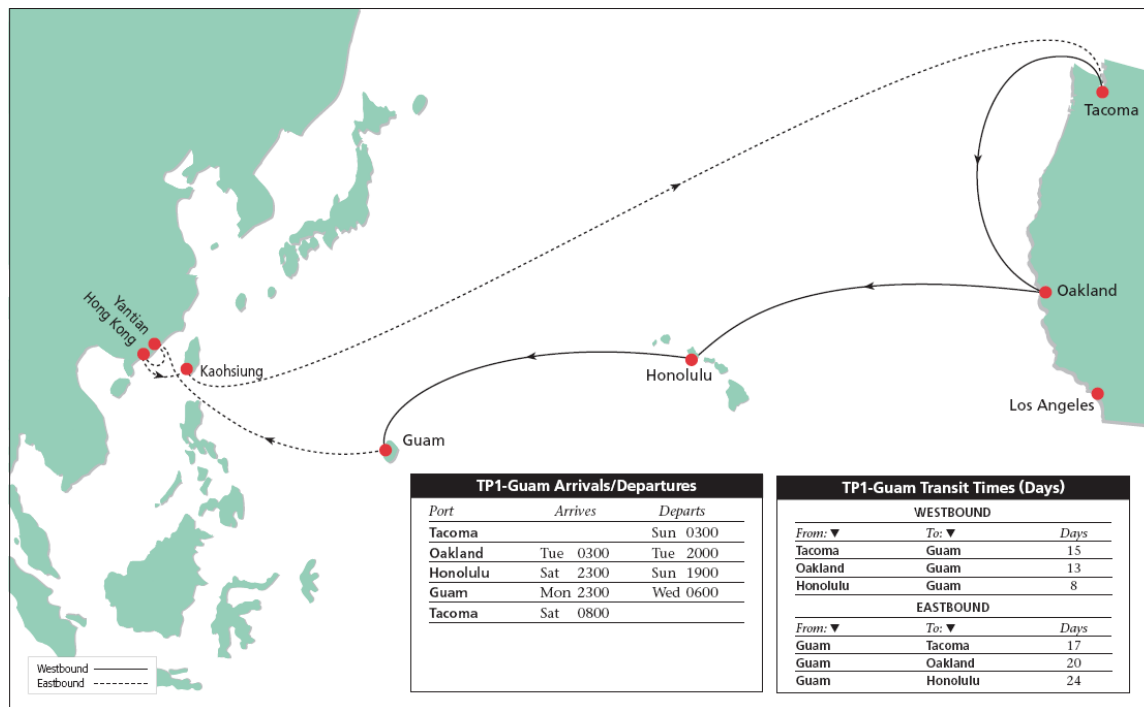 Tacoma
Oakland
Los Angeles
Honolulu
Guam
Yantian
Hong Kong
Kaohsiung
TP1-Guam Arrivals/Departures
Port Arrives Departs
Tacoma Sun 0300
Oakland Tue 0300 Tue 2000
Honolulu Sat 2300 Sun 1900
Guam Mon 2300 Wed 0600
Tacoma Sat 0800
TP1-Guam Transit Times (Days)
WESTBOUND
From: ▼ To: ▼ Days
Tacoma Guam 15
Oakland Guam 13
Honolulu Guam 8
EASTBOUND
From: ▼ To: ▼ Days
Guam Tacoma 17
Guam Oakland 20
Guam Honolulu 24
Westbound
Eastbound